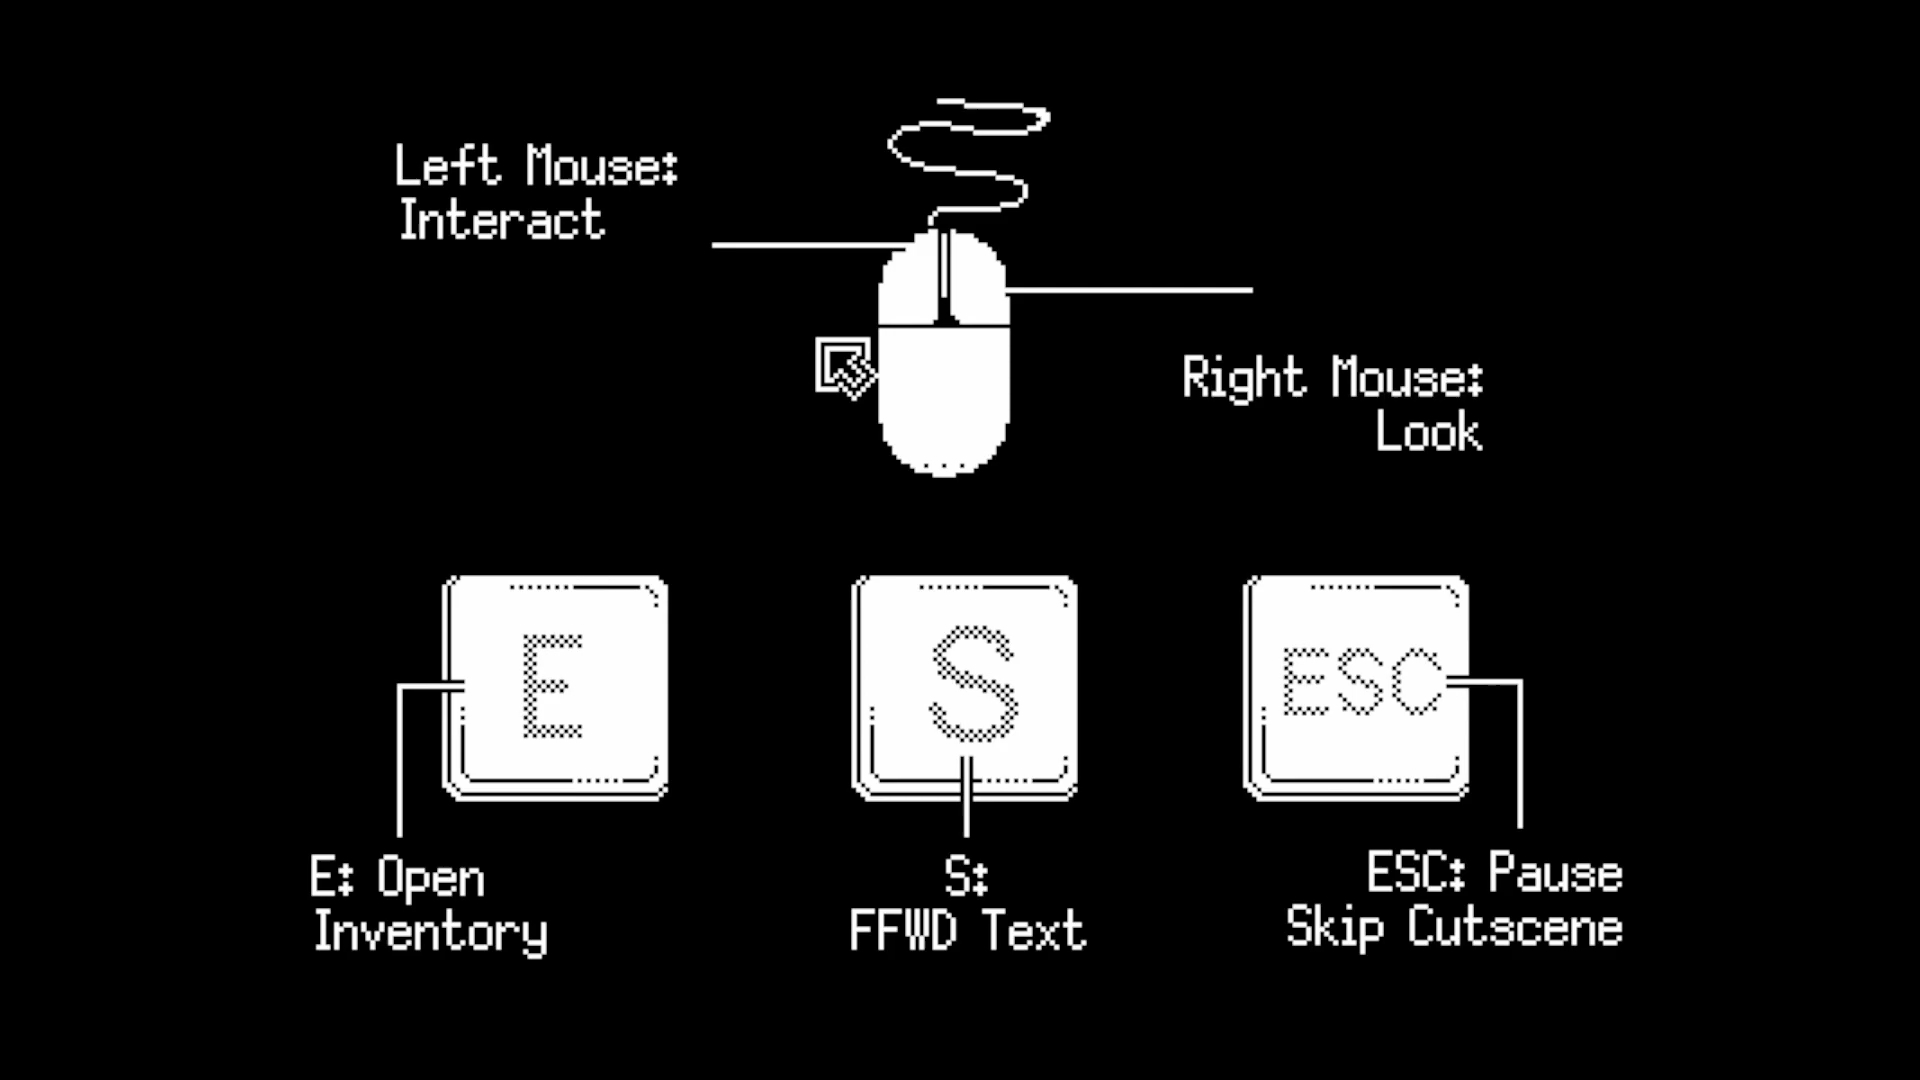 Left Mouse:
Interact
Right Mouse:
Look
E
S
ESC
E: Open
Inventory
S:
FFWD Text
ESC: Pause
Skip Cutscene